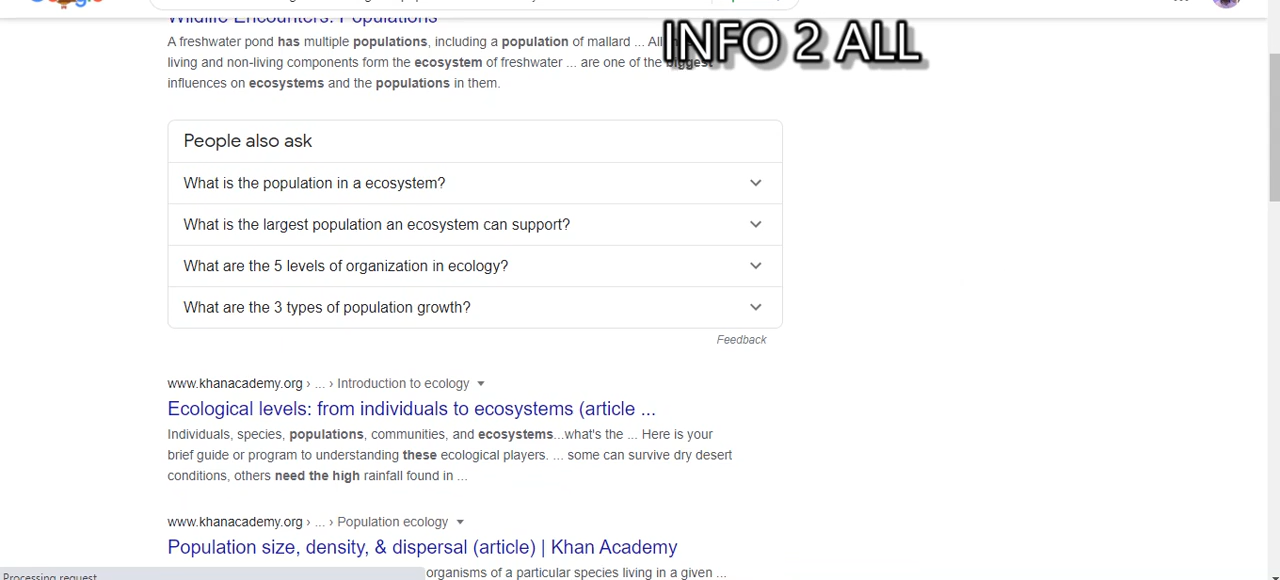 Wildlife Encounters: Populations
INFO 2 ALL
A freshwater pond has multiple populations, including a population of mallard ... All
living and non-living components form the ecosystem of freshwater ... are one of the biggest
influences on ecosystems and the populations in them.
People also ask
What is the population in a ecosystem?
What is the largest population an ecosystem can support?
What are the 5 levels of organization in ecology?
What are the 3 types of population growth?
Feedback
www.khanacademy.org › ... › Introduction to ecology
Ecological levels: from individuals to ecosystems (article ...
Individuals, species, populations, communities, and ecosystems...what's the ... Here is your
brief guide or program to understanding these ecological players. ... some can survive dry desert
conditions, others need the high rainfall found in ...
www.khanacademy.org › ... › Population ecology
Population size, density, & dispersal (article) | Khan Academy
organisms of a particular species living in a given ...
Processing request